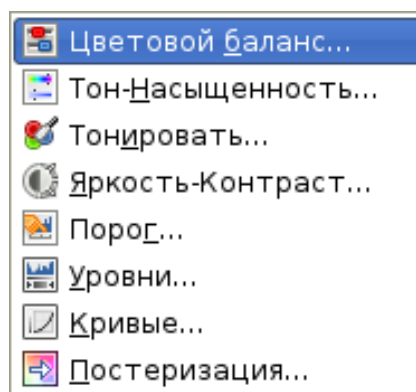 Цветовой баланс...
Тон-Насыщенность...
Тонировать...
Яркость-Контраст...
Порог...
Уровни...
Кривые...
Постеризация...